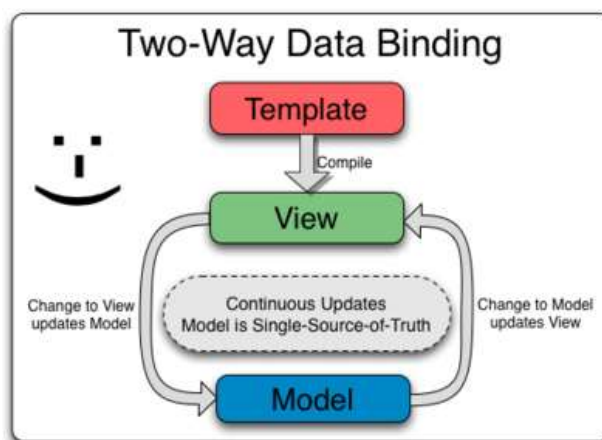 Two-Way Data Binding
Template
Compile
View
Change to View
updates Model
Continuous Updates
Model is Single-Source-of-Truth
Change to Model
updates View
Model